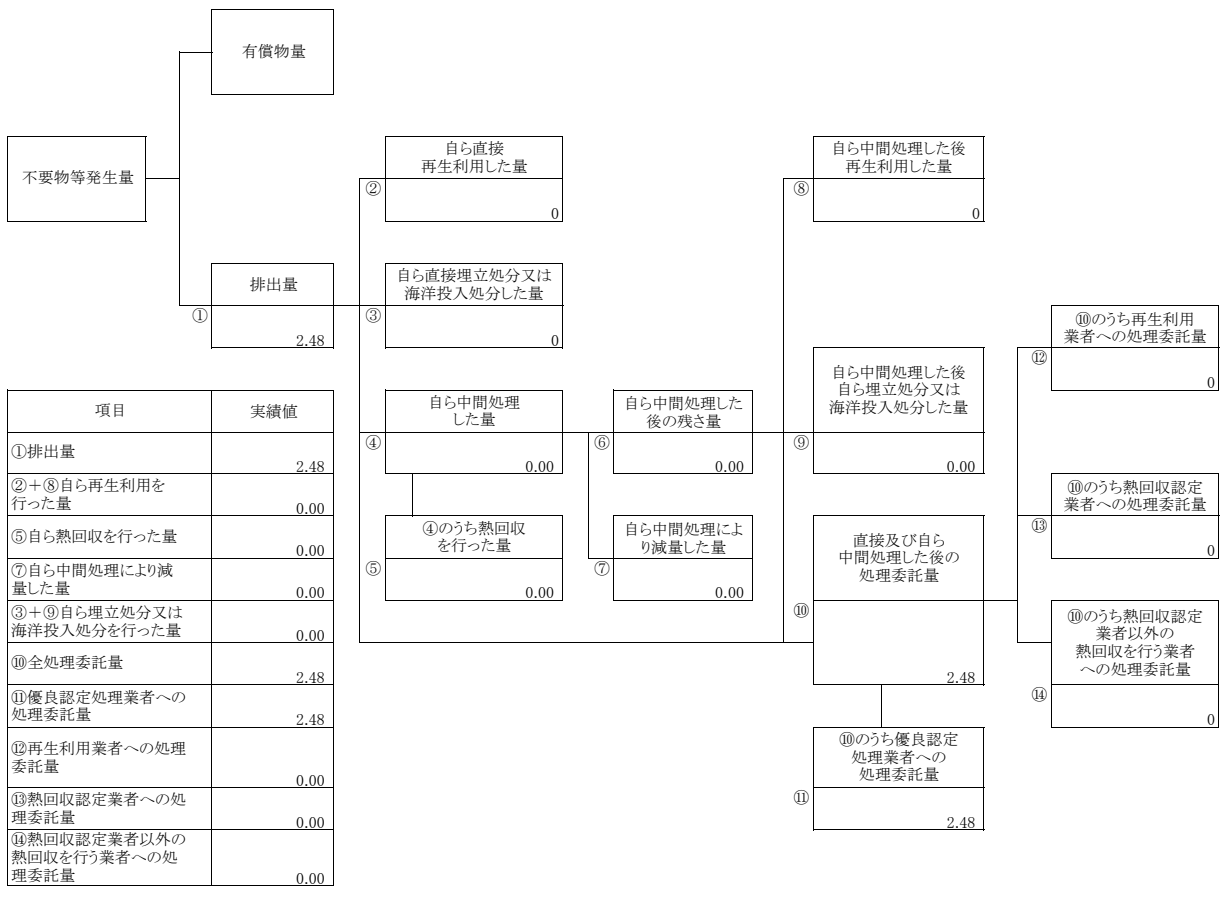 有償物量
不要物等発生量
排出量
①
2.48
自ら直接
再生利用した量
②
0
自ら直接埋立処分又は
海洋投入処分した量
③
0
自ら中間処理
した量
④
0.00
④のうち熱回収
を行った量
⑤
0.00
自ら中間処理した
後の残さ量
⑥
0.00
自ら中間処理によ
り減量した量
⑦
0.00
自ら中間処理した後
再生利用した量
⑧
0
自ら中間処理した後
自ら埋立処分又は
海洋投入処分した量
⑨
0.00
直接及び自ら
中間処理した後の
処理委託量
⑩
2.48
⑩のうち優良認定
処理業者への
処理委託量
⑪
2.48
⑩のうち再生利用
業者への処理委託量
⑫
0
⑩のうち熱回収認定
業者への処理委託量
⑬
0
⑩のうち熱回収認定
業者以外の
熱回収を行う業者
への処理委託量
⑭
0
項目 実績値
①排出量
2.48
②＋⑧自ら再生利用を
行った量
0.00
⑤自ら熱回収を行った量
0.00
⑦自ら中間処理により減
量した量
0.00
③＋⑨自ら埋立処分又は
海洋投入処分を行った量
0.00
⑩全処理委託量
2.48
⑪優良認定処理業者への
処理委託量
2.48
⑫再生利用業者への処理
委託量
0.00
⑬熱回収認定業者への処
理委託量
0.00
⑭熱回収認定業者以外の
熱回収を行う業者への処
理委託量
0.00